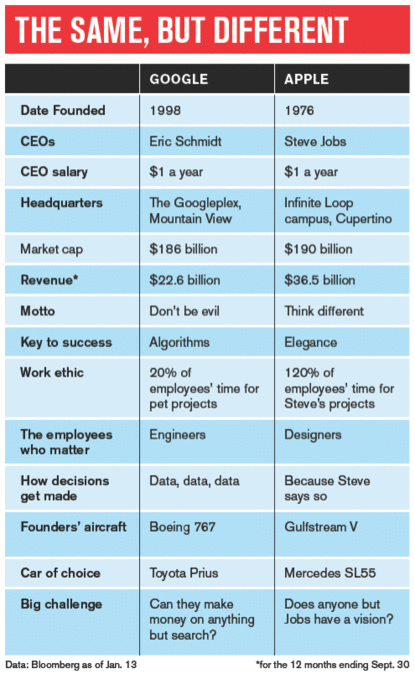 THE SAME, BUT DIFFERENT
GOOGLE APPLE
Date Founded 1998 1976
CEOs Eric Schmidt Steve Jobs
CEO salary $1 a year $1 a year
Headquarters The Googleplex, Infinite Loop
Mountain View campus, Cupertino
Market cap $186 billion $190 billion
Revenue* $22.6 billion $36.5 billion
Motto Don't be evil Think different
Key to success Algorithms Elegance
Work ethic 20% of 120% of
employees' time for employees' time for
pet projects Steve's projects
The employees Engineers Designers
who matter
How decisions Data, data, data Because Steve
get made says so
Founders' aircraft Boeing 767 Gulfstream V
Car of choice Toyota Prius Mercedes SL55
Big challenge Can they make Does anyone but
money on anything Jobs have a vision?
but search?
Data: Bloomberg as of Jan. 13 *for the 12 months ending Sept. 30